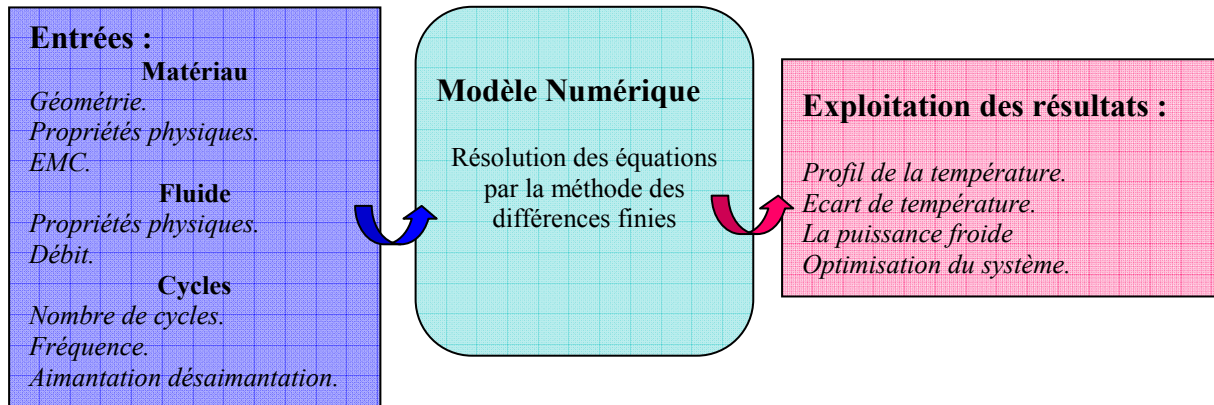 Entrées :
Matériau
Géométrie.
Propriétés physiques.
EMC.
Fluide
Propriétés physiques.
Débit.
Cycles
Nombre de cycles.
Fréquence.
Aimantation désaimantation.
Modèle Numérique
Résolution des équations
par la méthode des
différences finies
Exploitation des résultats :
Profil de la température.
Ecart de température.
La puissance froide
Optimisation du système.